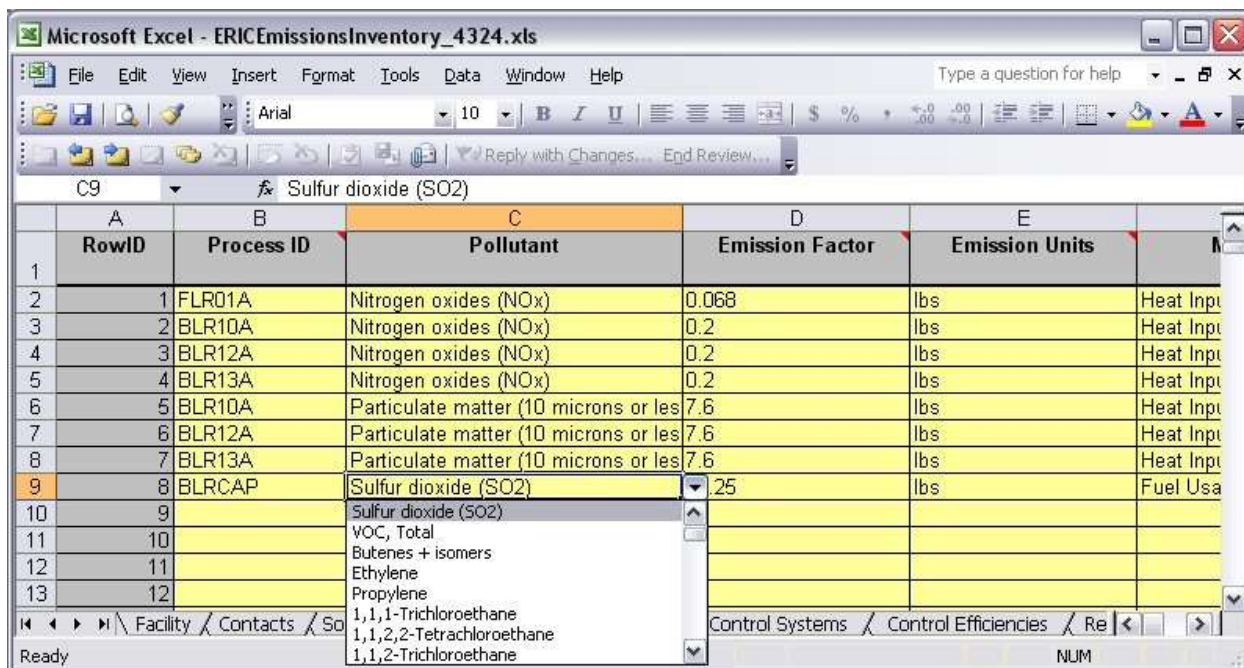 Microsoft Excel - ERICEmissionsInventory_4324.xls
File Edit View Insert Format Tools Data Window Help Type a question for help
Arial 10 B I U $ % , .00 .00 A
Reply with Changes... End Review...
C9 fx Sulfur dioxide (SO2)
A B C D E
RowID Process ID Pollutant Emission Factor Emission Units
1
2 1 FLR01A Nitrogen oxides (NOx) 0.068 lbs Heat Inpu
3 2 BLR10A Nitrogen oxides (NOx) 0.2 lbs Heat Inpu
4 3 BLR12A Nitrogen oxides (NOx) 0.2 lbs Heat Inpu
5 4 BLR13A Nitrogen oxides (NOx) 0.2 lbs Heat Inpu
6 5 BLR10A Particulate matter (10 microns or les 7.6 lbs Heat Inpu
7 6 BLR12A Particulate matter (10 microns or les 7.6 lbs Heat Inpu
8 7 BLR13A Particulate matter (10 microns or les 7.6 lbs Heat Inpu
9 8 BLRCAP Sulfur dioxide (SO2) .25 lbs Fuel Usa
10 9 Sulfur dioxide (SO2)
11 10 VOC, Total
Butenes + isomers
12 11 Ethylene
13 12 Propylene
1,1,1-Trichloroethane
Facility Contacts So 1,1,2,2-Tetrachloroethane Control Systems Control Efficiencies Re
Ready 1,1,2-Trichloroethane NUM